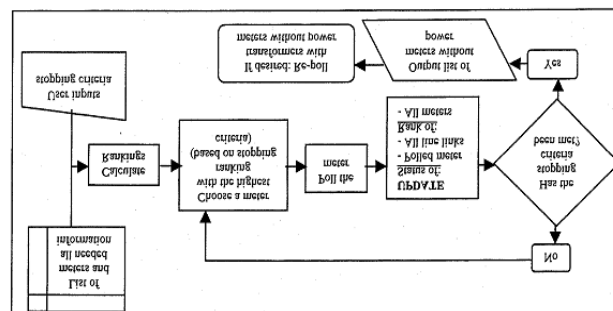 List of
meters and
all needed
information
User inputs
stopping criteria
Calculate
Rankings
Choose a meter
with the highest
ranking
(based on stopping
criteria)
Poll the
meter
UPDATE
Status of:
- Polled meter
- All line links
Rank of:
- All meters
Has the
stopping
criteria
been met?
No
Yes
Output list of
meters without
power
If desired: Re-poll
transformers with
meters without power